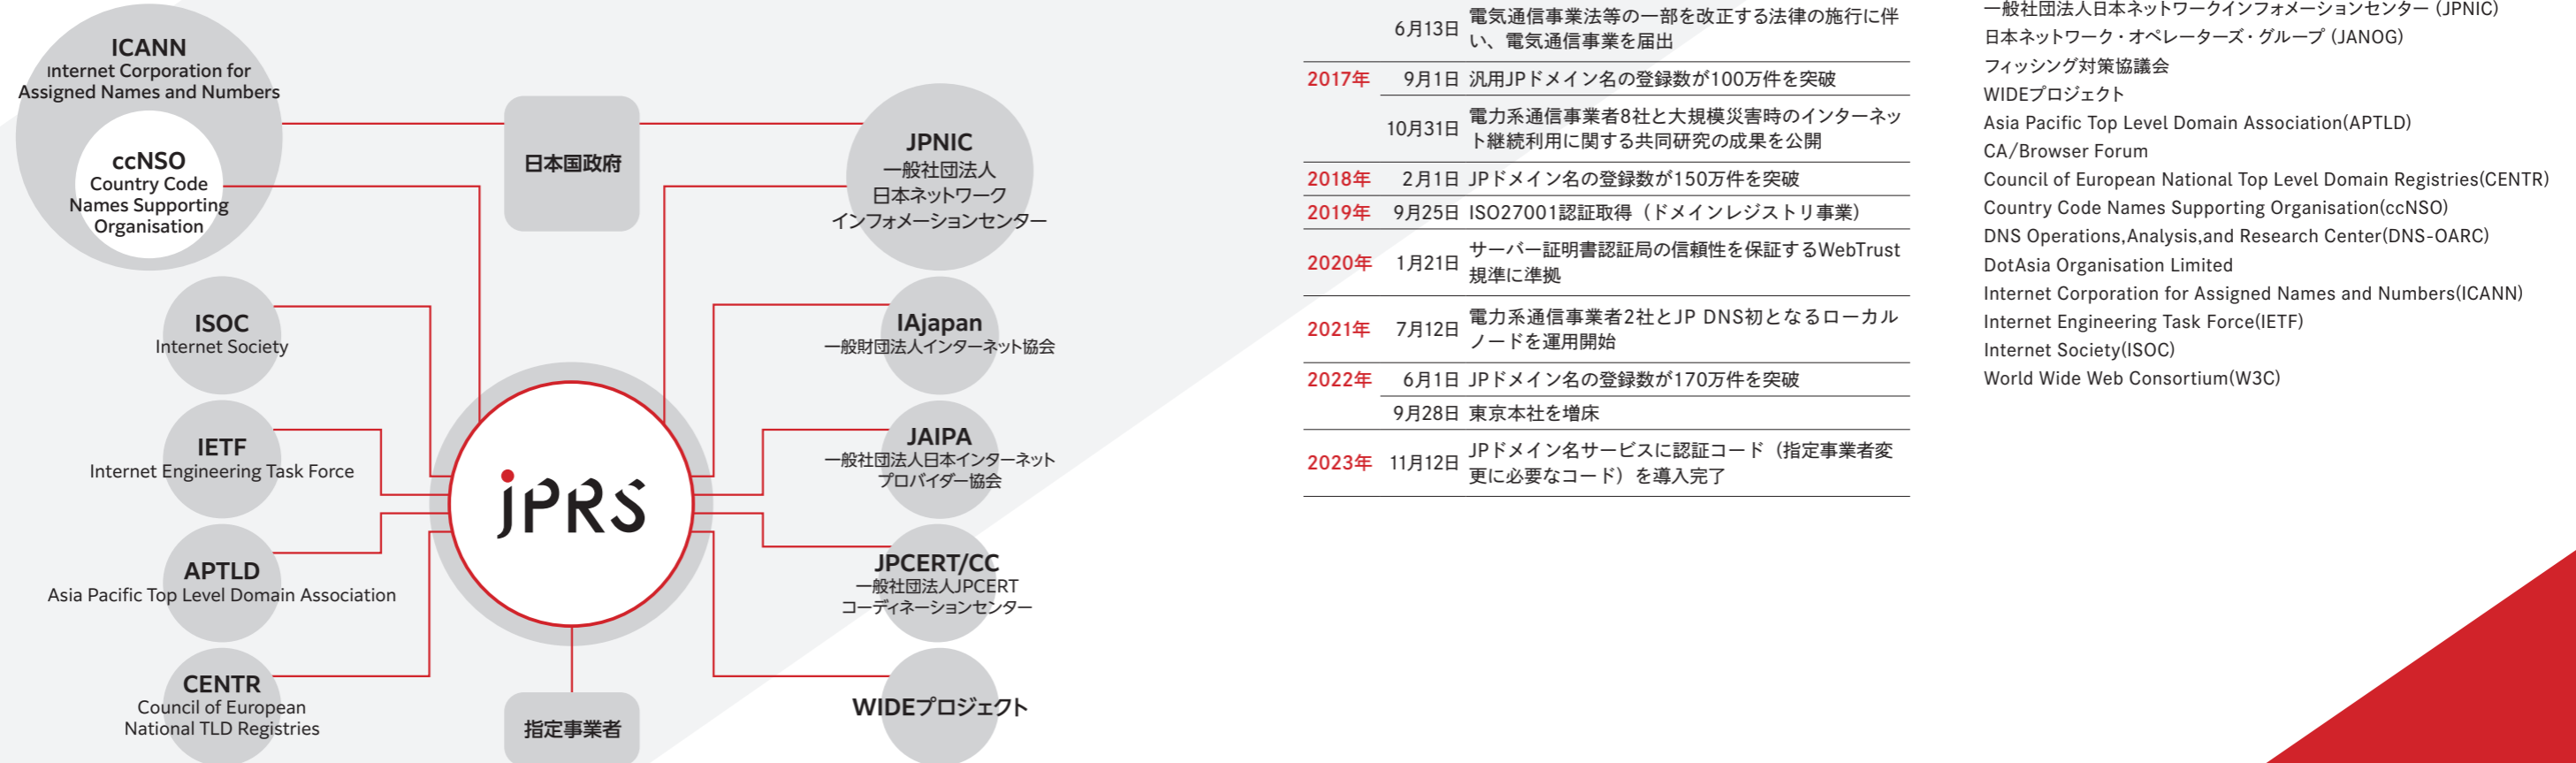 ICANN
Internet Corporation for
Assigned Names and Numbers
ccNSO
Country Code
Names Supporting
Organisation
日本国政府
JPNIC
一般社団法人
日本ネットワーク
インフォメーションセンター
ISOC
Internet Society
IAjapan
一般財団法人インターネット協会
IETF
Internet Engineering Task Force
JAIPA
一般社団法人日本インターネット
プロバイダー協会
JPRS
APTLD
Asia Pacific Top Level Domain Association
JPCERT/CC
一般社団法人JPCERT
コーディネーションセンター
CENTR
Council of European
National TLD Registries
指定事業者
WIDEプロジェクト
6月13日 電気通信事業法等の一部を改正する法律の施行に伴
い、電気通信事業を届出
2017年 9月1日 汎用JPドメイン名の登録数が100万件を突破
10月31日 電力系通信事業者8社と大規模災害時のインターネッ
ト継続利用に関する共同研究の成果を公開
2018年 2月1日 JPドメイン名の登録数が150万件を突破
2019年 9月25日 ISO27001認証取得（ドメインレジストリ事業）
2020年 1月21日 サーバー証明書認証局の信頼性を保証するWebTrust
規準に準拠
2021年 7月12日 電力系通信事業者2社とJP DNS初となるローカル
ノードを運用開始
2022年 6月1日 JPドメイン名の登録数が170万件を突破
9月28日 東京本社を増床
2023年 11月12日 JPドメイン名サービスに認証コード（指定事業者変
更に必要なコード）を導入完了
一般社団法人日本ネットワークインフォメーションセンター（JPNIC）
日本ネットワーク・オペレーターズ・グループ（JANOG）
フィッシング対策協議会
WIDEプロジェクト
Asia Pacific Top Level Domain Association(APTLD)
CA/Browser Forum
Council of European National Top Level Domain Registries(CENTR)
Country Code Names Supporting Organisation(ccNSO)
DNS Operations,Analysis,and Research Center(DNS-OARC)
DotAsia Organisation Limited
Internet Corporation for Assigned Names and Numbers(ICANN)
Internet Engineering Task Force(IETF)
Internet Society(ISOC)
World Wide Web Consortium(W3C)